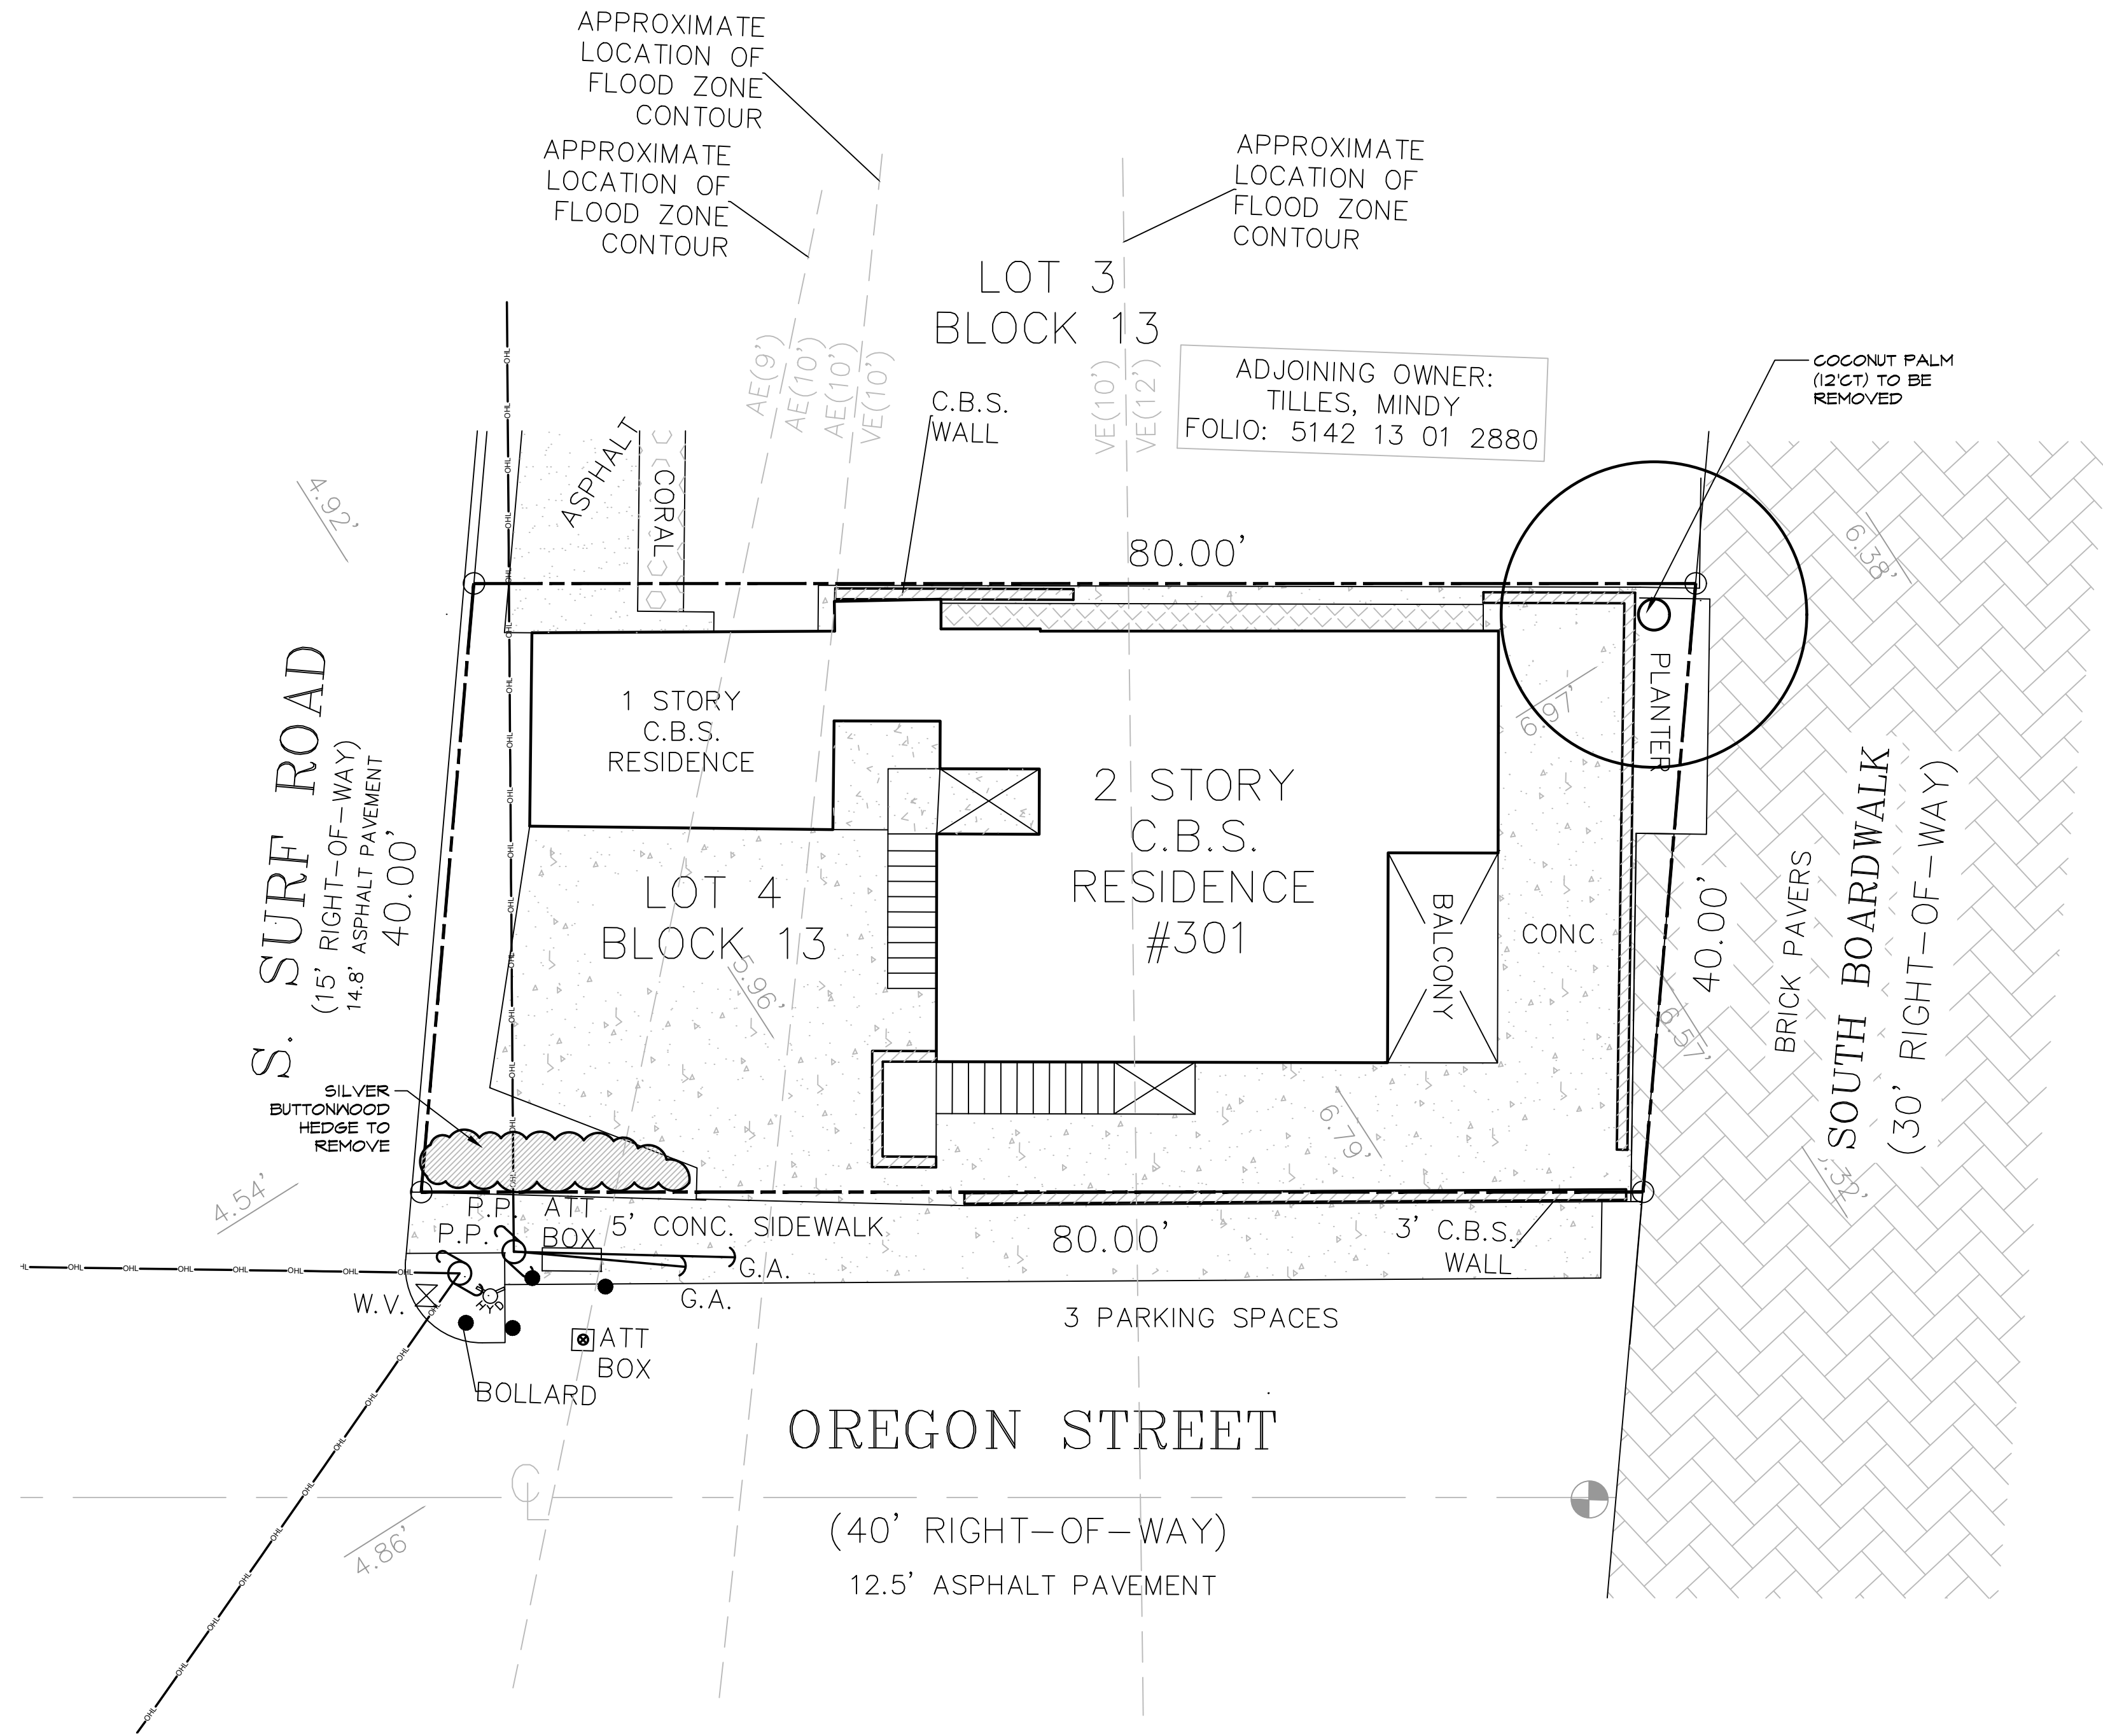 APPROXIMATE
LOCATION OF
FLOOD ZONE
CONTOUR
APPROXIMATE
LOCATION OF
FLOOD ZONE
CONTOUR
APPROXIMATE
LOCATION OF
FLOOD ZONE
CONTOUR
LOT 3
BLOCK 13
AE(9')
AE(10')
AE(10')
VE(10')
VE(10')
VE(12')
ADJOINING OWNER:
TILLES, MINDY
FOLIO: 5142 13 01 2880
COCONUT PALM
(12'CT) TO BE
REMOVED
C.B.S.
WALL
ASPHALT
CORAL
4.92'
80.00'
6.38'
S. SURF ROAD
(15' RIGHT-OF-WAY)
14.8' ASPHALT PAVEMENT
40.00'
1 STORY
C.B.S.
RESIDENCE
2 STORY
C.B.S.
RESIDENCE
#301
6.97'
PLANTER
LOT 4
BLOCK 13
5.96'
BALCONY
CONC
40.00'
6.57'
BRICK PAVERS
SOUTH BOARDWALK
(30' RIGHT-OF-WAY)
SILVER
BUTTONWOOD
HEDGE TO
REMOVE
6.79'
.32'
4.54'
P.P.
P.P.
ATT
BOX
5' CONC. SIDEWALK
80.00'
3' C.B.S.
WALL
G.A.
G.A.
W.V.
HYD
OHL
ATT
BOX
BOLLARD
3 PARKING SPACES
OREGON STREET
CL
(40' RIGHT-OF-WAY)
12.5' ASPHALT PAVEMENT
4.86'